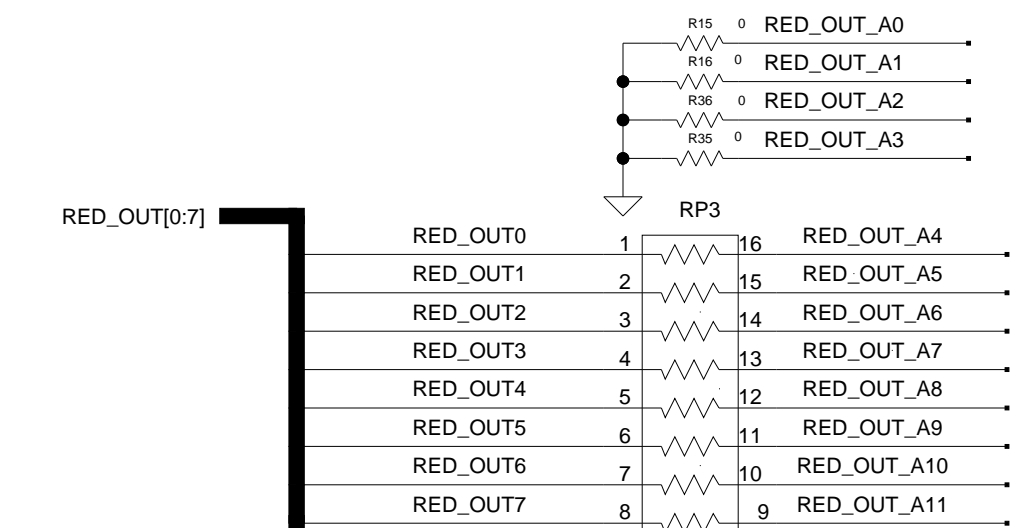 R15 0 RED_OUT_A0
R16 0 RED_OUT_A1
R36 0 RED_OUT_A2
R35 0 RED_OUT_A3
RED_OUT[0:7]
RP3
RED_OUT0 1 16 RED_OUT_A4
RED_OUT1 2 15 RED_OUT_A5
RED_OUT2 3 14 RED_OUT_A6
RED_OUT3 4 13 RED_OUT_A7
RED_OUT4 5 12 RED_OUT_A8
RED_OUT5 6 11 RED_OUT_A9
RED_OUT6 7 10 RED_OUT_A10
RED_OUT7 8 9 RED_OUT_A11